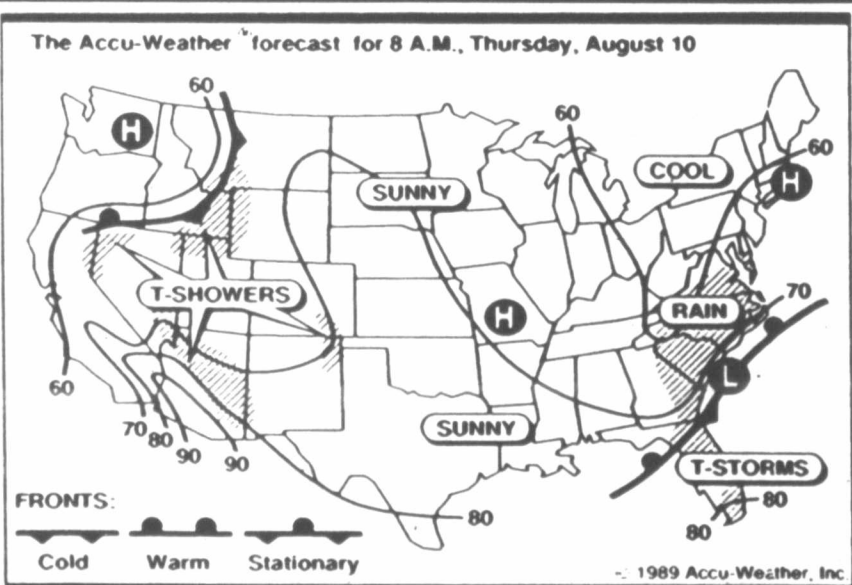 The Accu-Weather forecast for 8 A.M., Thursday, August 10
60
H
60
COOL
60
SUNNY
H
T-SHOWERS
70
RAIN
H
60
L
70
80
90
90
SUNNY
T-STORMS
80
80
80
FRONTS:
Cold Warm Stationary
1989 Accu-Weather, Inc